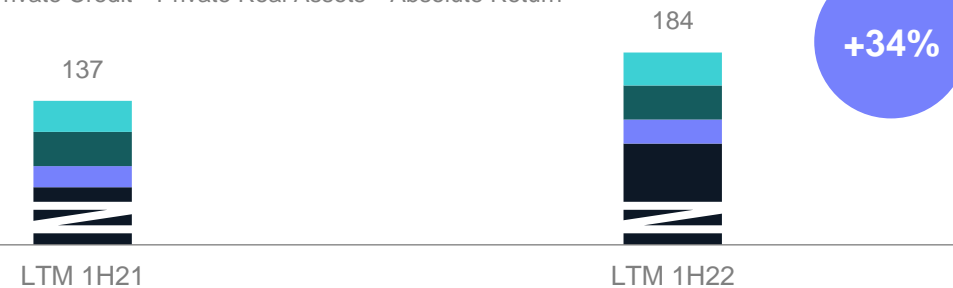 Private Credit Private Real Assets Absolute Return
184
+34%
137
LTM 1H21 LTM 1H22